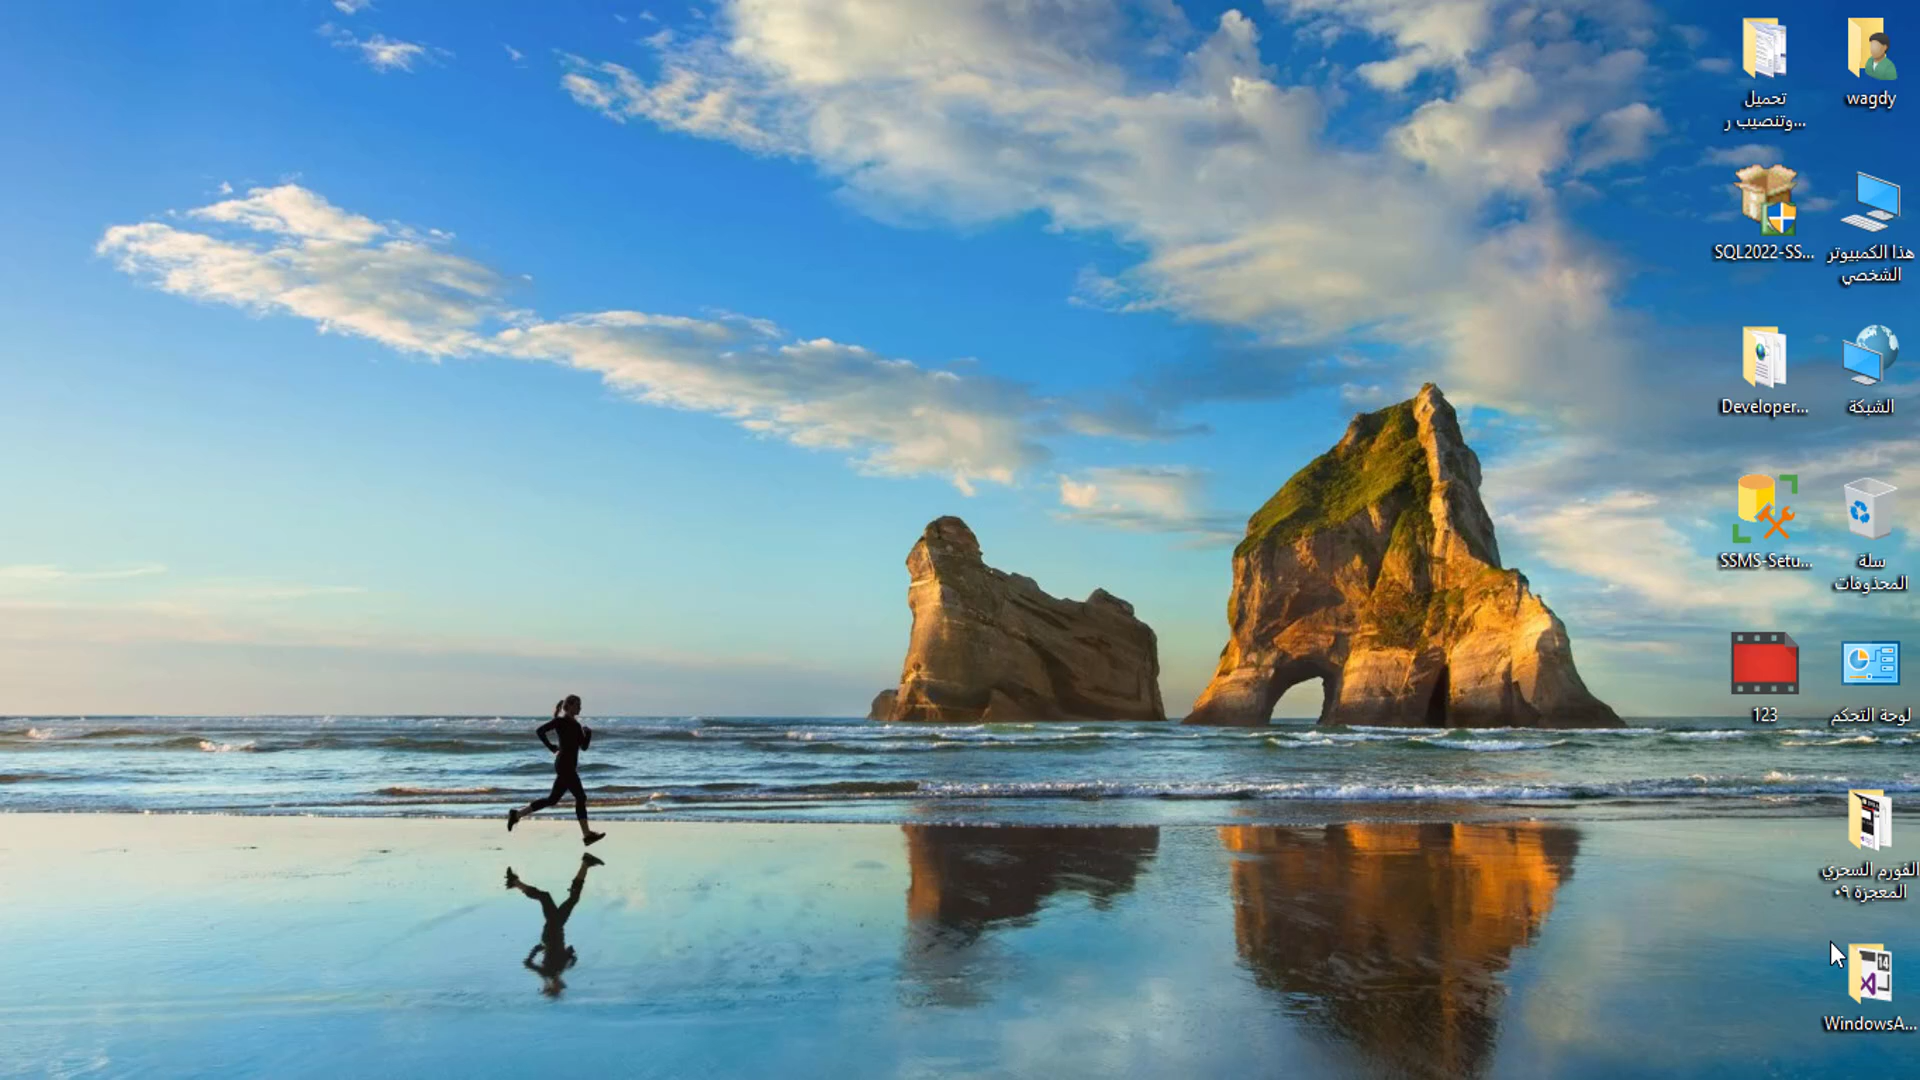 wagdy
هذا الكمبيوتر
الشخصي
الشبكة
سلة
المحذوفات
لوحة التحكم
الفورم السحري
المعجزة ٠٩
WindowsA...
تحميل
وتنصيب ر...
SQL2022-SS...
Developer...
SSMS-Setu...
123